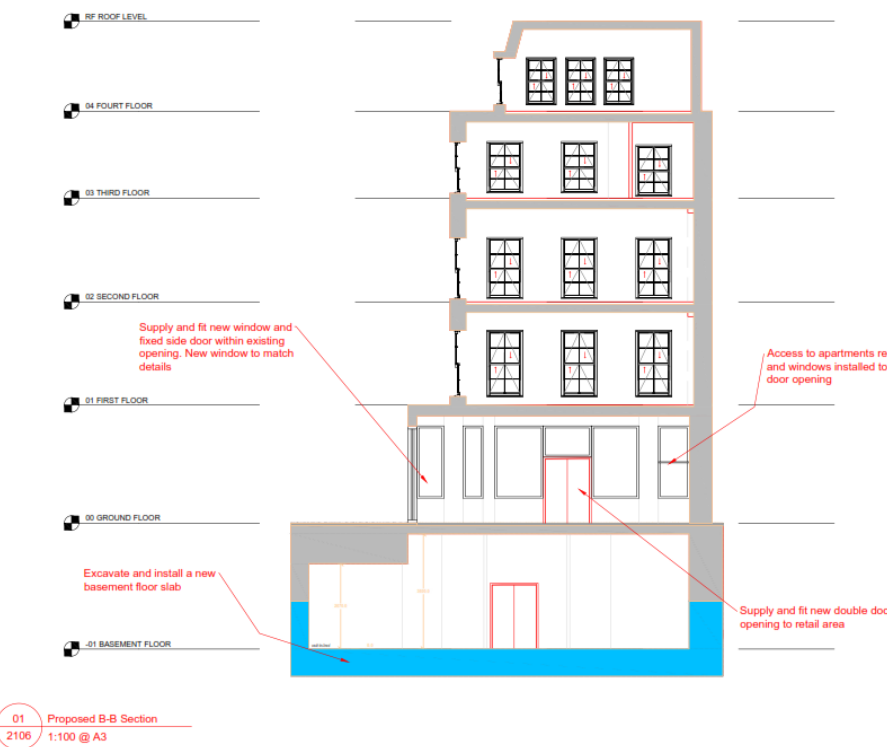 RF ROOF LEVEL
04 FOURT FLOOR
03 THIRD FLOOR
02 SECOND FLOOR
Supply and fit new window and
fixed side door within existing
opening. New window to match
details
Access to apartments re
and windows installed to
door opening
01 FIRST FLOOR
00 GROUND FLOOR
Excavate and install a new
basement floor slab
Supply and fit new double doo
opening to retail area
-01 BASEMENT FLOOR
01
Proposed B-B Section
2106
1:100 @ A3